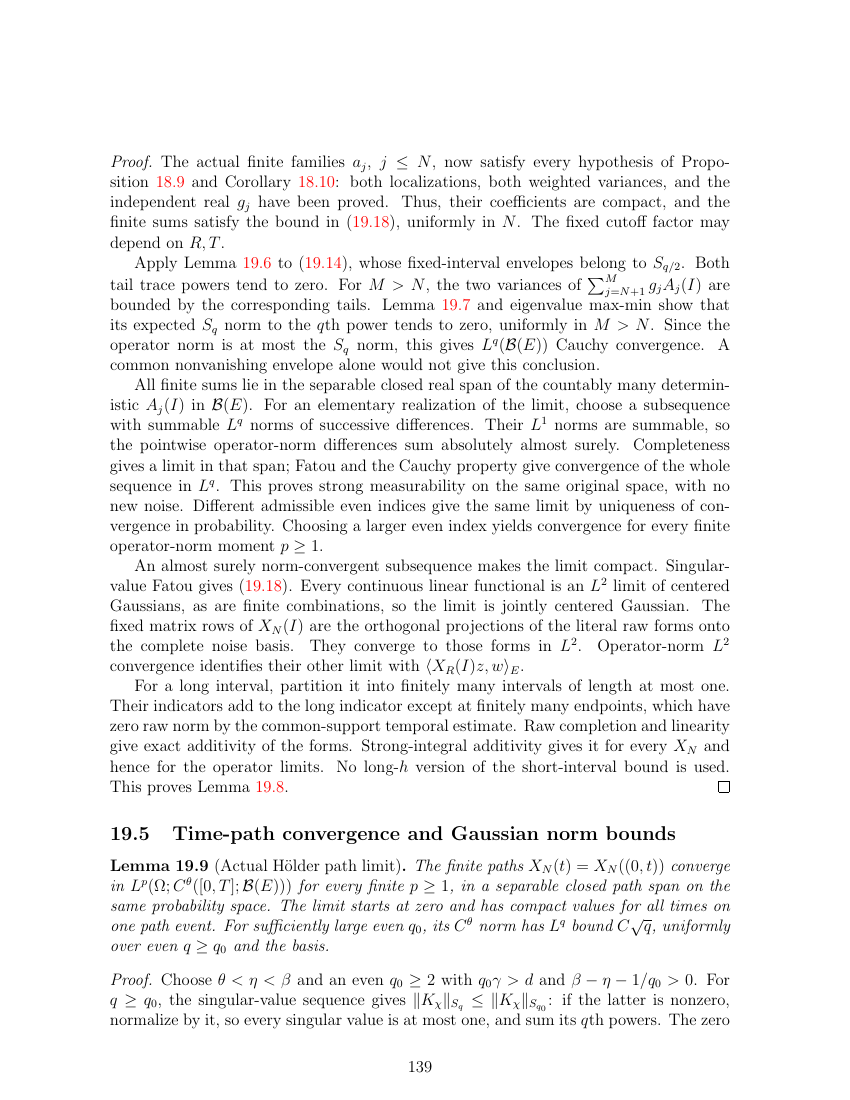 Proof. The actual finite families a_j, j ≤ N, now satisfy every hypothesis of Propo-
sition 18.9 and Corollary 18.10: both localizations, both weighted variances, and the
independent real g_j have been proved. Thus, their coefficients are compact, and the
finite sums satisfy the bound in (19.18), uniformly in N. The fixed cutoff factor may
depend on R, T.
Apply Lemma 19.6 to (19.14), whose fixed-interval envelopes belong to S_{q/2}. Both
tail trace powers tend to zero. For M > N, the two variances of ∑_{j=N+1}^{M} g_j A_j(I) are
bounded by the corresponding tails. Lemma 19.7 and eigenvalue max-min show that
its expected S_q norm to the qth power tends to zero, uniformly in M > N. Since the
operator norm is at most the S_q norm, this gives L^q(𝓑(E)) Cauchy convergence. A
common nonvanishing envelope alone would not give this conclusion.
All finite sums lie in the separable closed real span of the countably many determin-
istic A_j(I) in 𝓑(E). For an elementary realization of the limit, choose a subsequence
with summable L^q norms of successive differences. Their L^1 norms are summable, so
the pointwise operator-norm differences sum absolutely almost surely. Completeness
gives a limit in that span; Fatou and the Cauchy property give convergence of the whole
sequence in L^q. This proves strong measurability on the same original space, with no
new noise. Different admissible even indices give the same limit by uniqueness of con-
vergence in probability. Choosing a larger even index yields convergence for every finite
operator-norm moment p ≥ 1.
An almost surely norm-convergent subsequence makes the limit compact. Singular-
value Fatou gives (19.18). Every continuous linear functional is an L^2 limit of centered
Gaussians, as are finite combinations, so the limit is jointly centered Gaussian. The
fixed matrix rows of X_N(I) are the orthogonal projections of the literal raw forms onto
the complete noise basis. They converge to those forms in L^2. Operator-norm L^2
convergence identifies their other limit with ⟨X_R(I)z, w⟩_E.
For a long interval, partition it into finitely many intervals of length at most one.
Their indicators add to the long indicator except at finitely many endpoints, which have
zero raw norm by the common-support temporal estimate. Raw completion and linearity
give exact additivity of the forms. Strong-integral additivity gives it for every X_N and
hence for the operator limits. No long-h version of the short-interval bound is used.
This proves Lemma 19.8. □
19.5 Time-path convergence and Gaussian norm bounds
Lemma 19.9 (Actual Hölder path limit). The finite paths X_N(t) = X_N((0, t)) converge
in L^p(Ω; C^θ([0, T]; 𝓑(E))) for every finite p ≥ 1, in a separable closed path span on the
same probability space. The limit starts at zero and has compact values for all times on
one path event. For sufficiently large even q_0, its C^θ norm has L^q bound C√q, uniformly
over even q ≥ q_0 and the basis.
Proof. Choose θ < η < β and an even q_0 ≥ 2 with q_0γ > d and β − η − 1/q_0 > 0. For
q ≥ q_0, the singular-value sequence gives ‖K_χ‖_{S_q} ≤ ‖K_χ‖_{S_{q_0}}: if the latter is nonzero,
normalize by it, so every singular value is at most one, and sum its qth powers. The zero
139